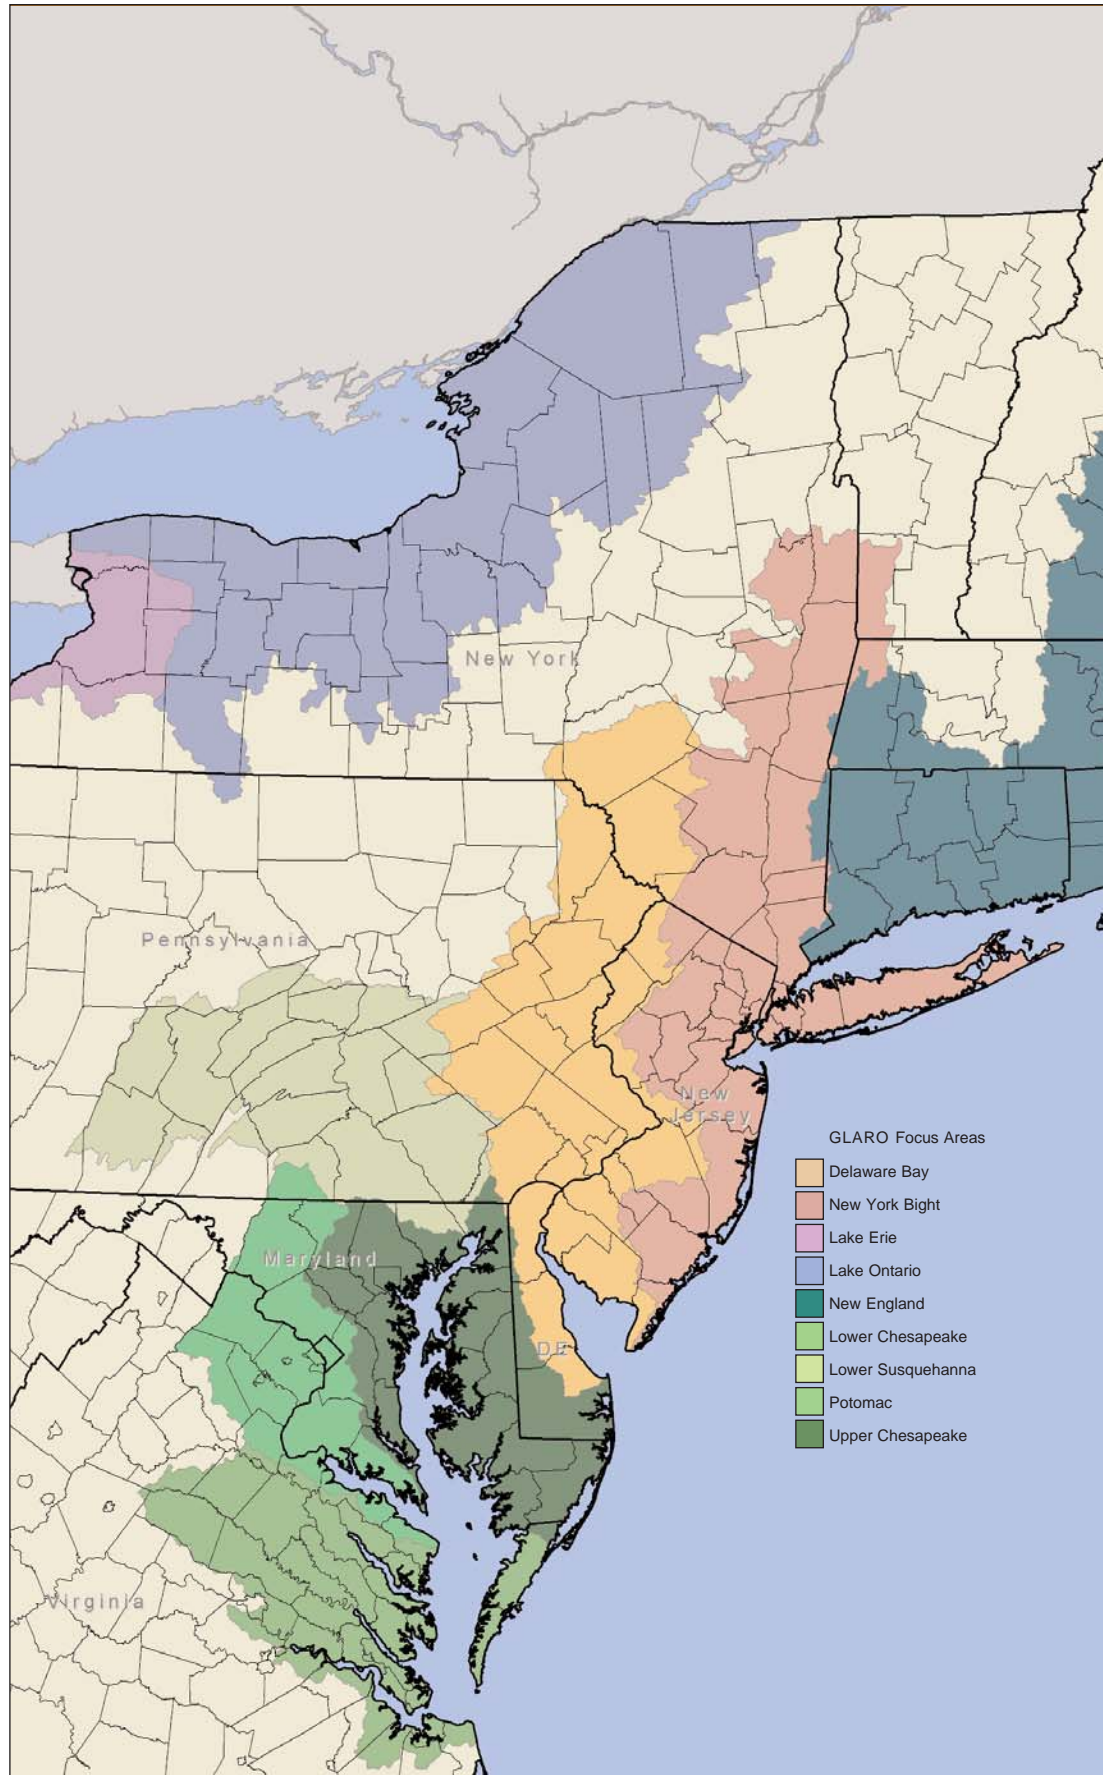 New York
Pennsylvania
New
Jersey
GLARO Focus Areas
Delaware Bay
New York Bight
Lake Erie
Lake Ontario
New England
Lower Chesapeake
Lower Susquehanna
Potomac
Upper Chesapeake
Maryland
DE
Virginia